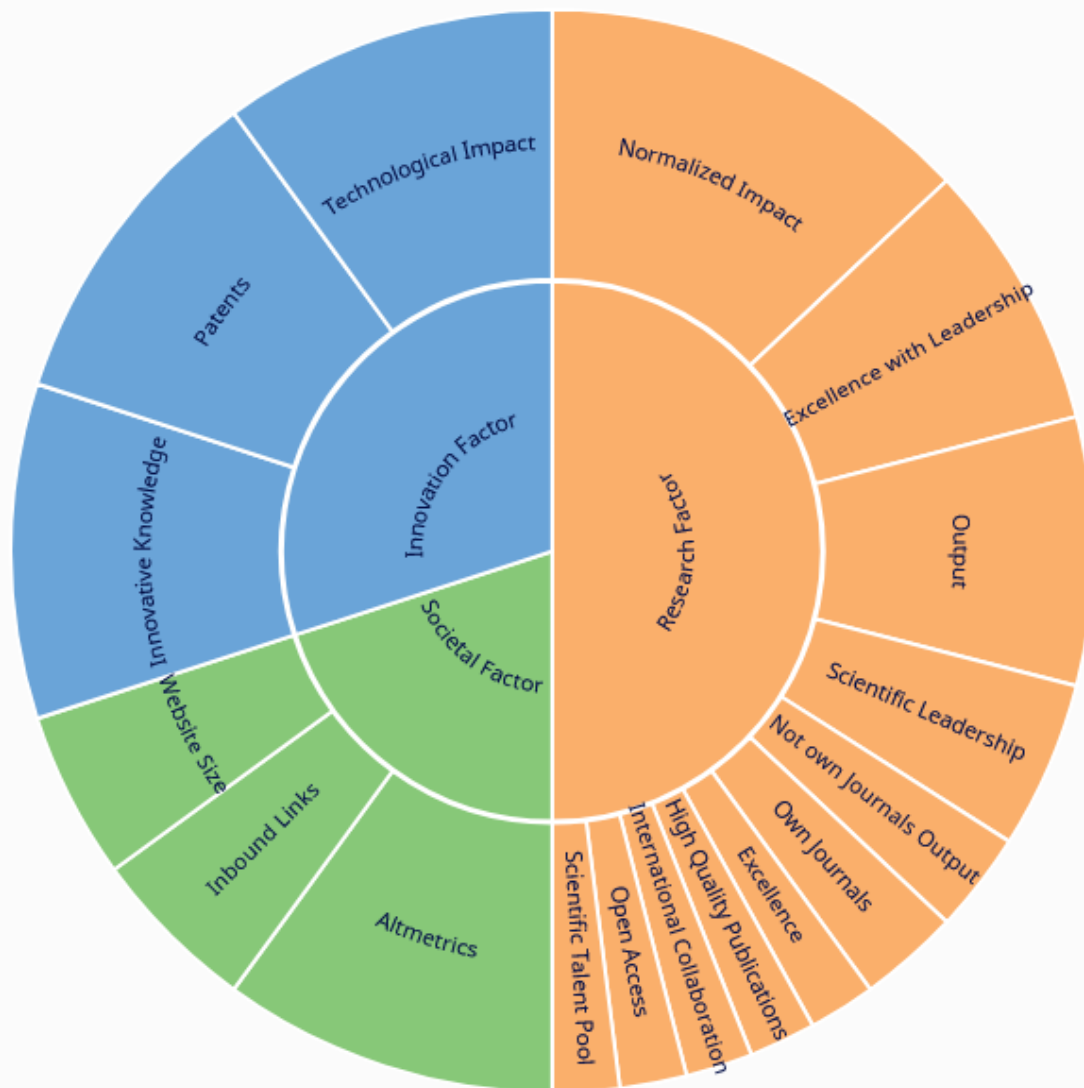 Technological Impact
Normalized Impact
Patents
Excellence with Leadership
Innovation Factor
Innovative Knowledge
Research Factor
Output
Societal Factor
Scientific Leadership
Website Size
Not own Journals Output
Inbound Links
Own Journals
Excellence
High Quality Publications
International Collaboration
Altmetrics
Open Access
Scientific Talent Pool